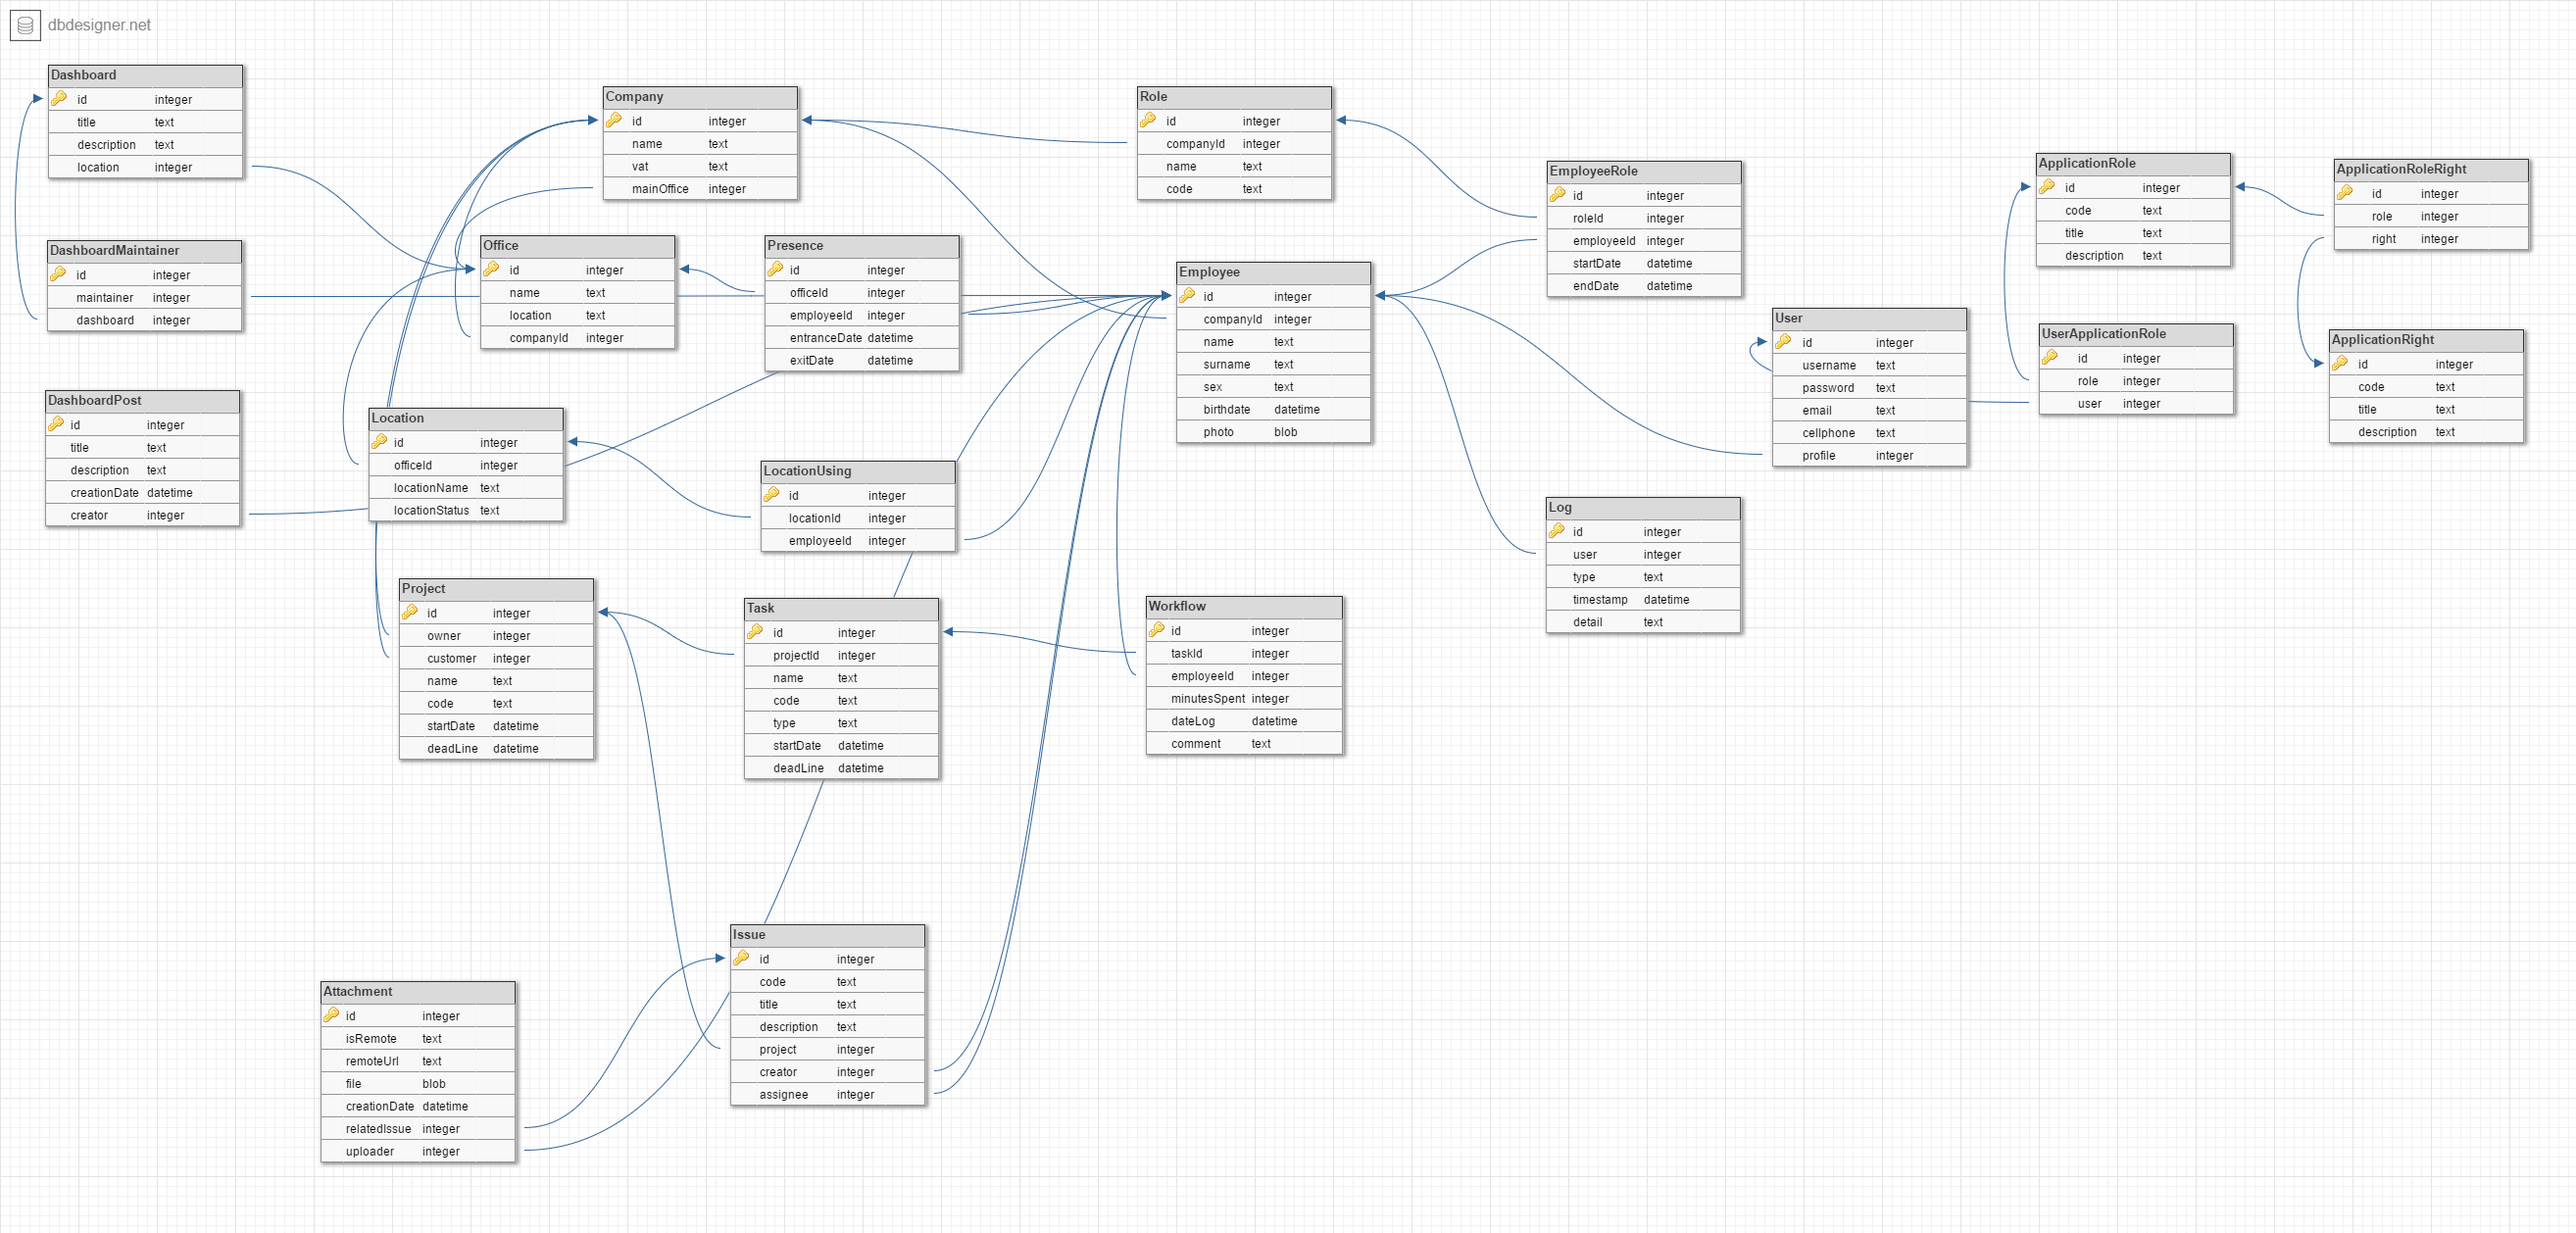 dbdesigner.net
Dashboard
id integer
title text
description text
location integer
DashboardMaintainer
id integer
maintainer integer
dashboard integer
DashboardPost
id integer
title text
description text
creationDate datetime
creator integer
Company
id integer
name text
vat text
mainOffice integer
Office
id integer
name text
location text
companyId integer
Presence
id integer
officeId integer
employeeId integer
entranceDate datetime
exitDate datetime
Location
id integer
officeId integer
locationName text
locationStatus text
LocationUsing
id integer
locationId integer
employeeId integer
Project
id integer
owner integer
customer integer
name text
code text
startDate datetime
deadLine datetime
Task
id integer
projectId integer
name text
code text
type text
startDate datetime
deadLine datetime
Attachment
id integer
isRemote text
remoteUrl text
file blob
creationDate datetime
relatedIssue integer
uploader integer
Issue
id integer
code text
title text
description text
project integer
creator integer
assignee integer
Role
id integer
companyId integer
name text
code text
Employee
id integer
companyId integer
name text
surname text
sex text
birthdate datetime
photo blob
Workflow
id integer
taskId integer
employeeId integer
minutesSpent integer
dateLog datetime
comment text
EmployeeRole
id integer
roleId integer
employeeId integer
startDate datetime
endDate datetime
User
id integer
username text
password text
email text
cellphone text
profile integer
Log
id integer
user integer
type text
timestamp datetime
detail text
ApplicationRole
id integer
code text
title text
description text
UserApplicationRole
id integer
role integer
user integer
ApplicationRoleRight
id integer
role integer
right integer
ApplicationRight
id integer
code text
title text
description text